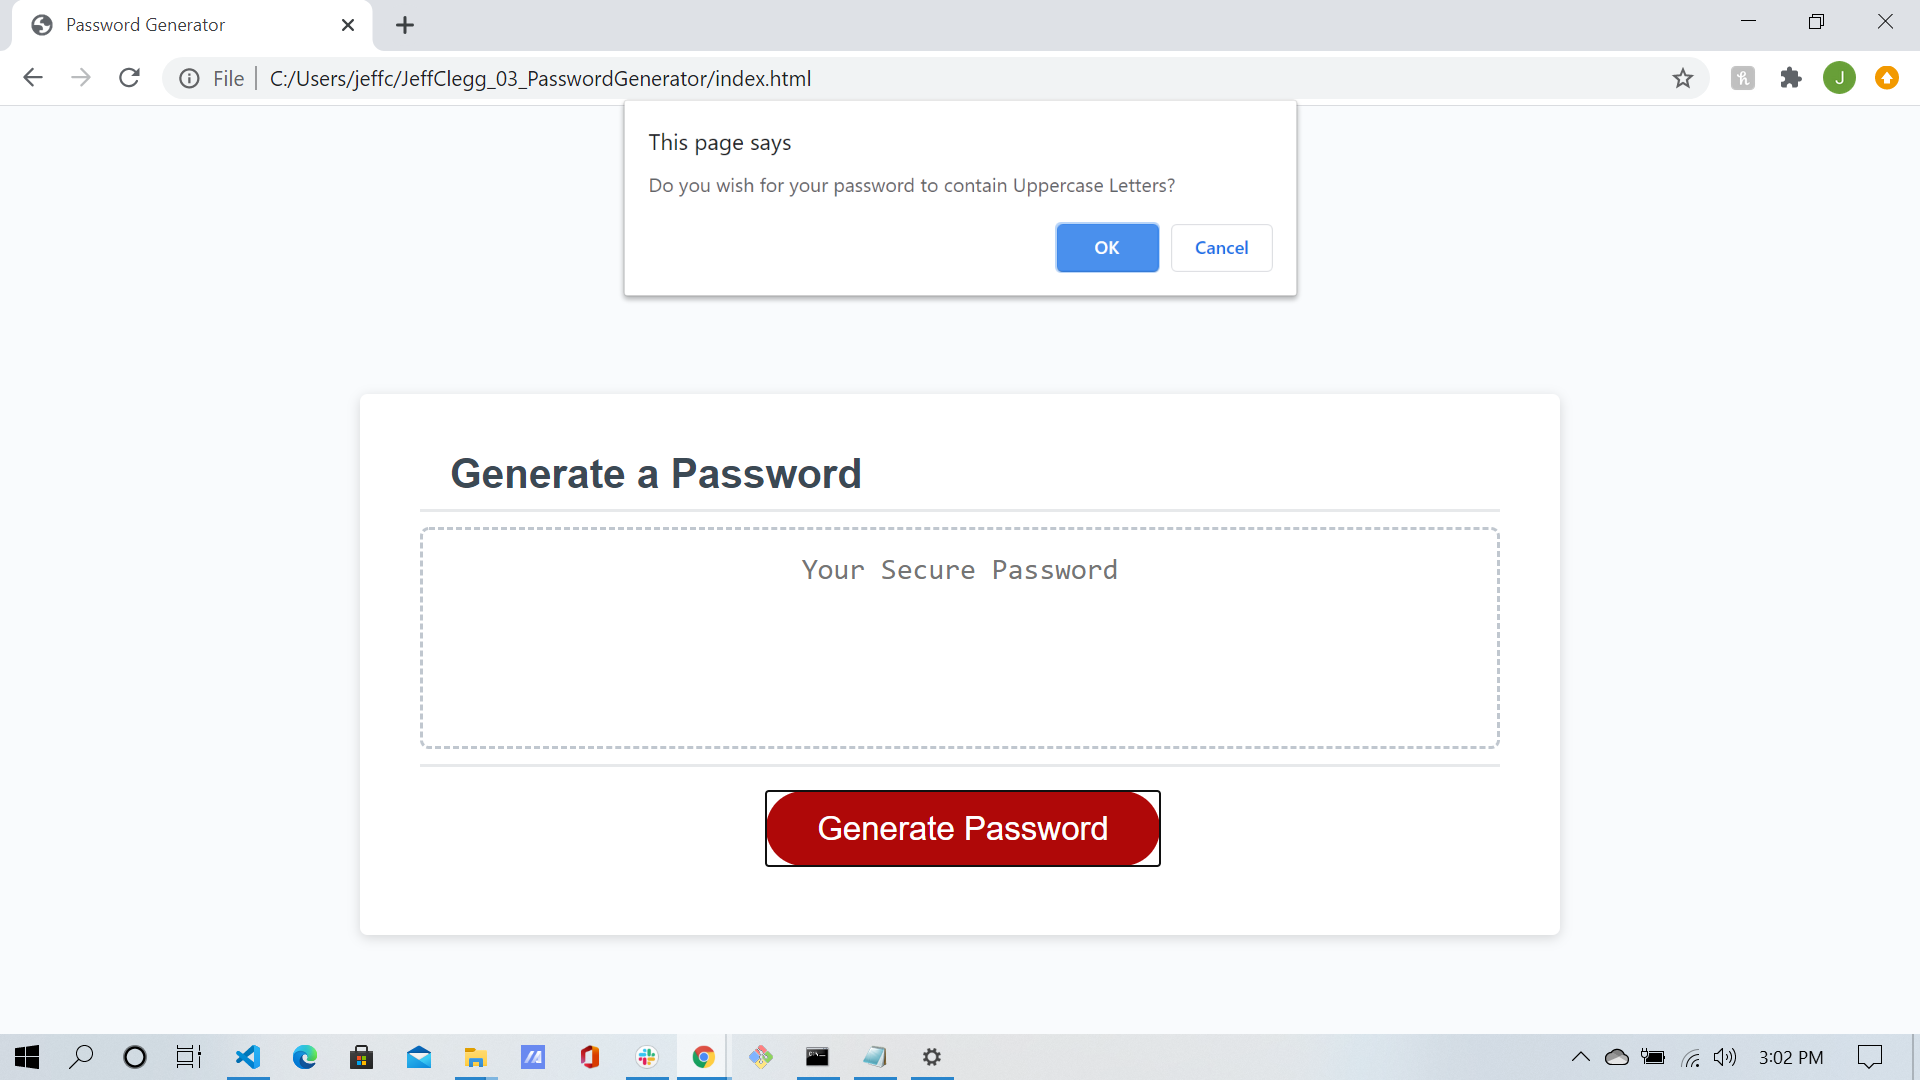 Password Generator
File
C:/Users/jeffc/JeffClegg_03_PasswordGenerator/index.html
J
This page says
Do you wish for your password to contain Uppercase Letters?
OK
Cancel
Generate a Password
Your Secure Password
Generate Password
3:02 PM